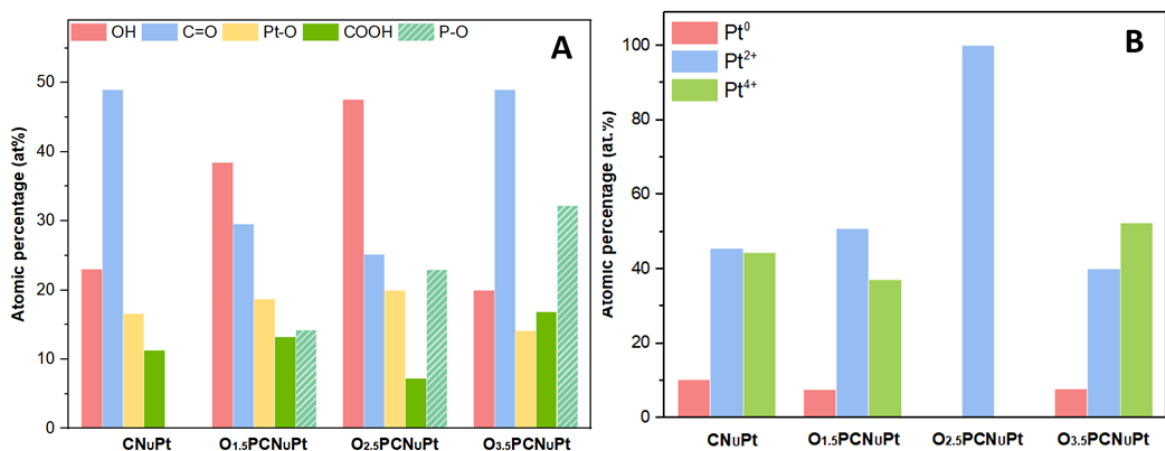 OH C=O Pt-O COOH P-O
A
Atomic percentage (at%)
50
40
30
20
10
0
CNUPt O1.5PCNUPt O2.5PCNUPt O3.5PCNUPt
B
Pt⁰
Pt²⁺
Pt⁴⁺
Atomic percentage (at.%)
100
80
60
40
20
0
CNUPt O1.5PCNUPt O2.5PCNUPt O3.5PCNUPt